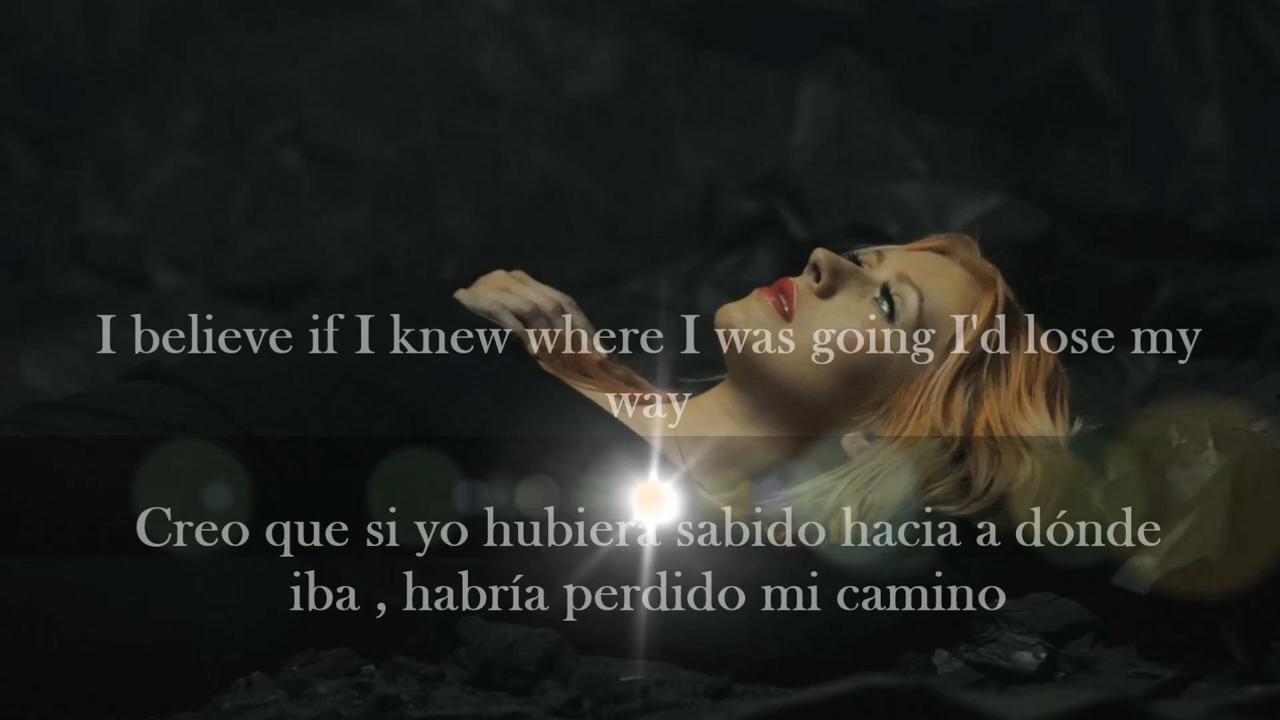 I believe if I knew where I was going I'd lose my
way
Creo que si yo hubiera sabido hacia a dónde
iba , habría perdido mi camino